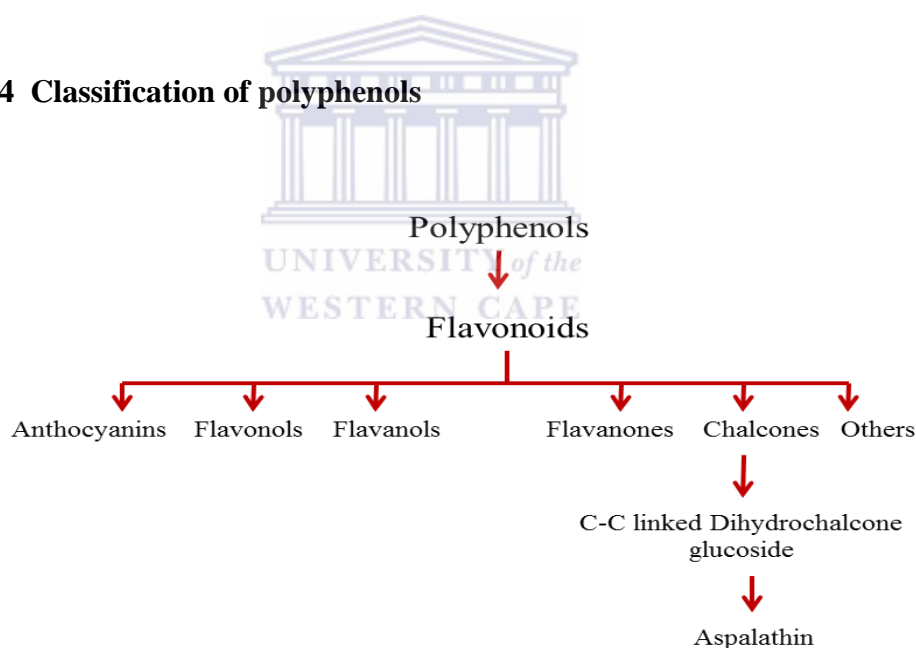 4 Classification of polyphenols
Polyphenols
UNIVERSITY of the
WESTERN CAPE
Flavonoids
Anthocyanins Flavonols Flavanols Flavanones Chalcones Others
C-C linked Dihydrochalcone
glucoside
Aspalathin